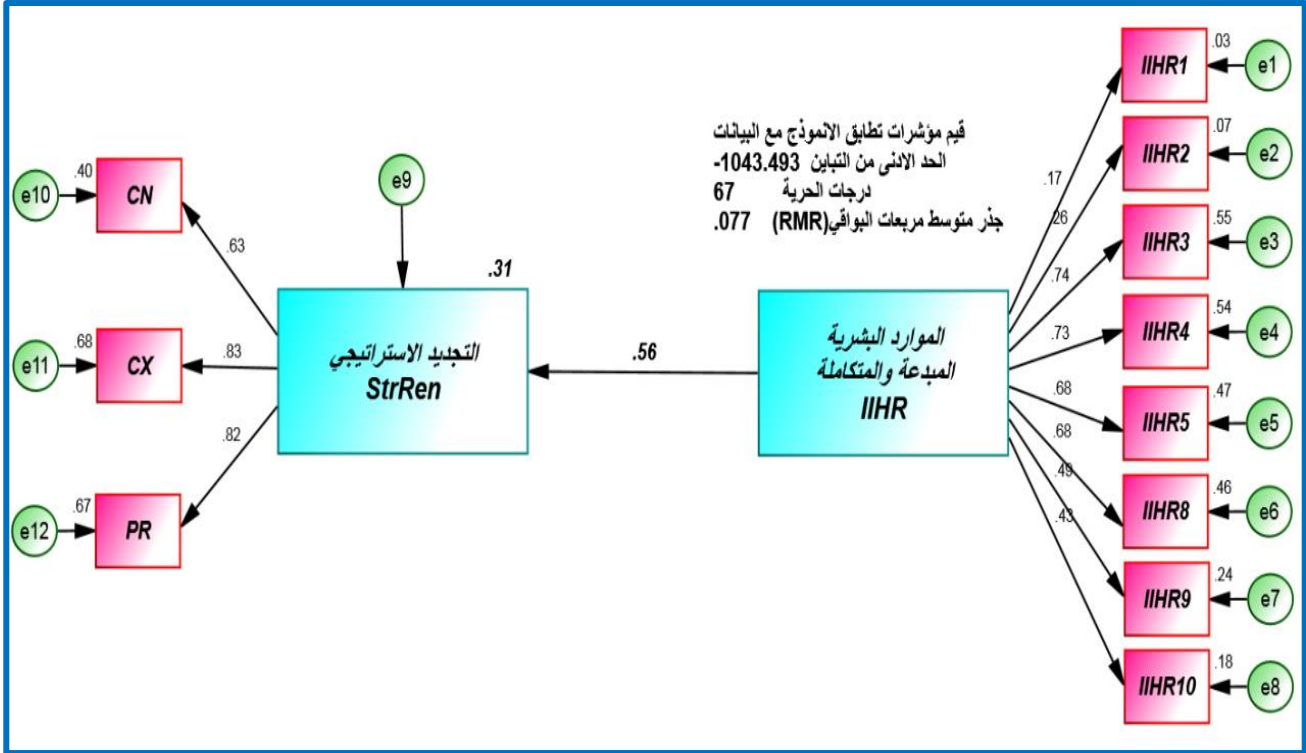 قيم مؤشرات تطابق الانموذج مع البيانات
الحد الادنى من التباين 1043.493-
درجات الحرية 67
جذر متوسط مربعات البواقي(RMR) .077
e9
.31
التجديد الاستراتيجي
StrRen
.56
الموارد البشرية
المبدعة والمتكاملة
IIHR
e10
.40
CN
.63
e11
.68
CX
.83
e12
.67
PR
.82
.17
IIHR1
.03
e1
.26
IIHR2
.07
e2
.74
IIHR3
.55
e3
.73
IIHR4
.54
e4
.68
IIHR5
.47
e5
.68
IIHR8
.46
e6
.49
IIHR9
.24
e7
.43
IIHR10
.18
e8